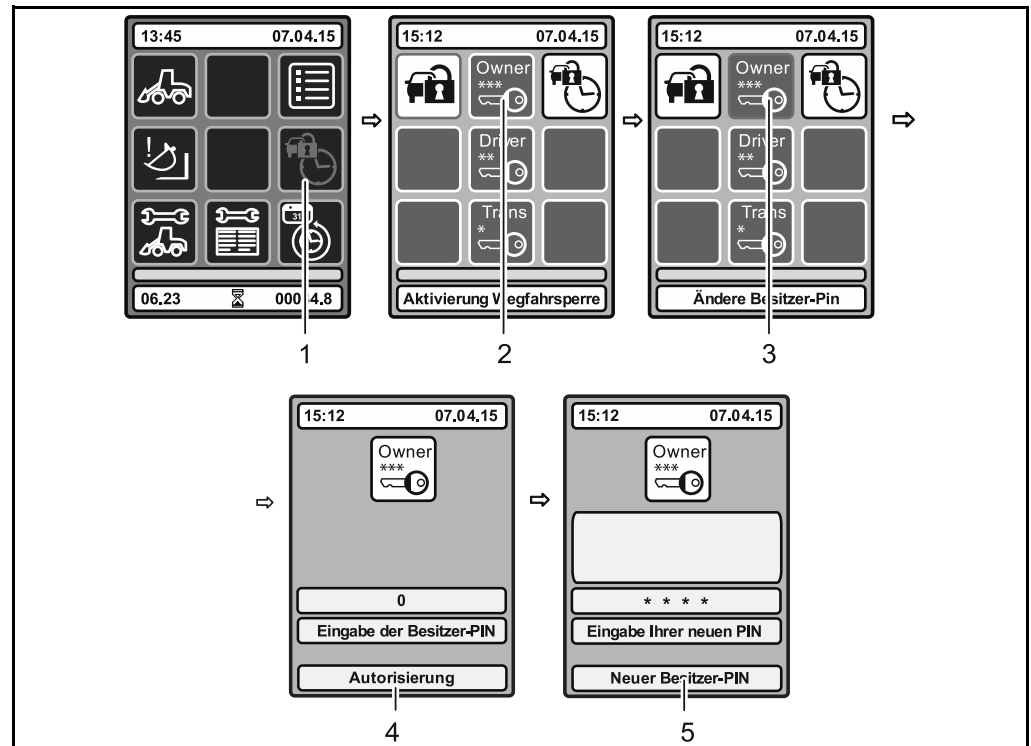 13:45 07.04.15
31
06.23 000
4.8
1
15:12 07.04.15
Owner
***
Driver
**
Trans
*
Aktivierung Wegfahrsperre
2
15:12 07.04.15
Owner
***
Driver
**
Trans
*
Ändere Besitzer-Pin
3
15:12 07.04.15
Owner
***
0
Eingabe der Besitzer-PIN
Autorisierung
4
15:12 07.04.15
Owner
***
* * * *
Eingabe Ihrer neuen PIN
Neuer Besitzer-PIN
5